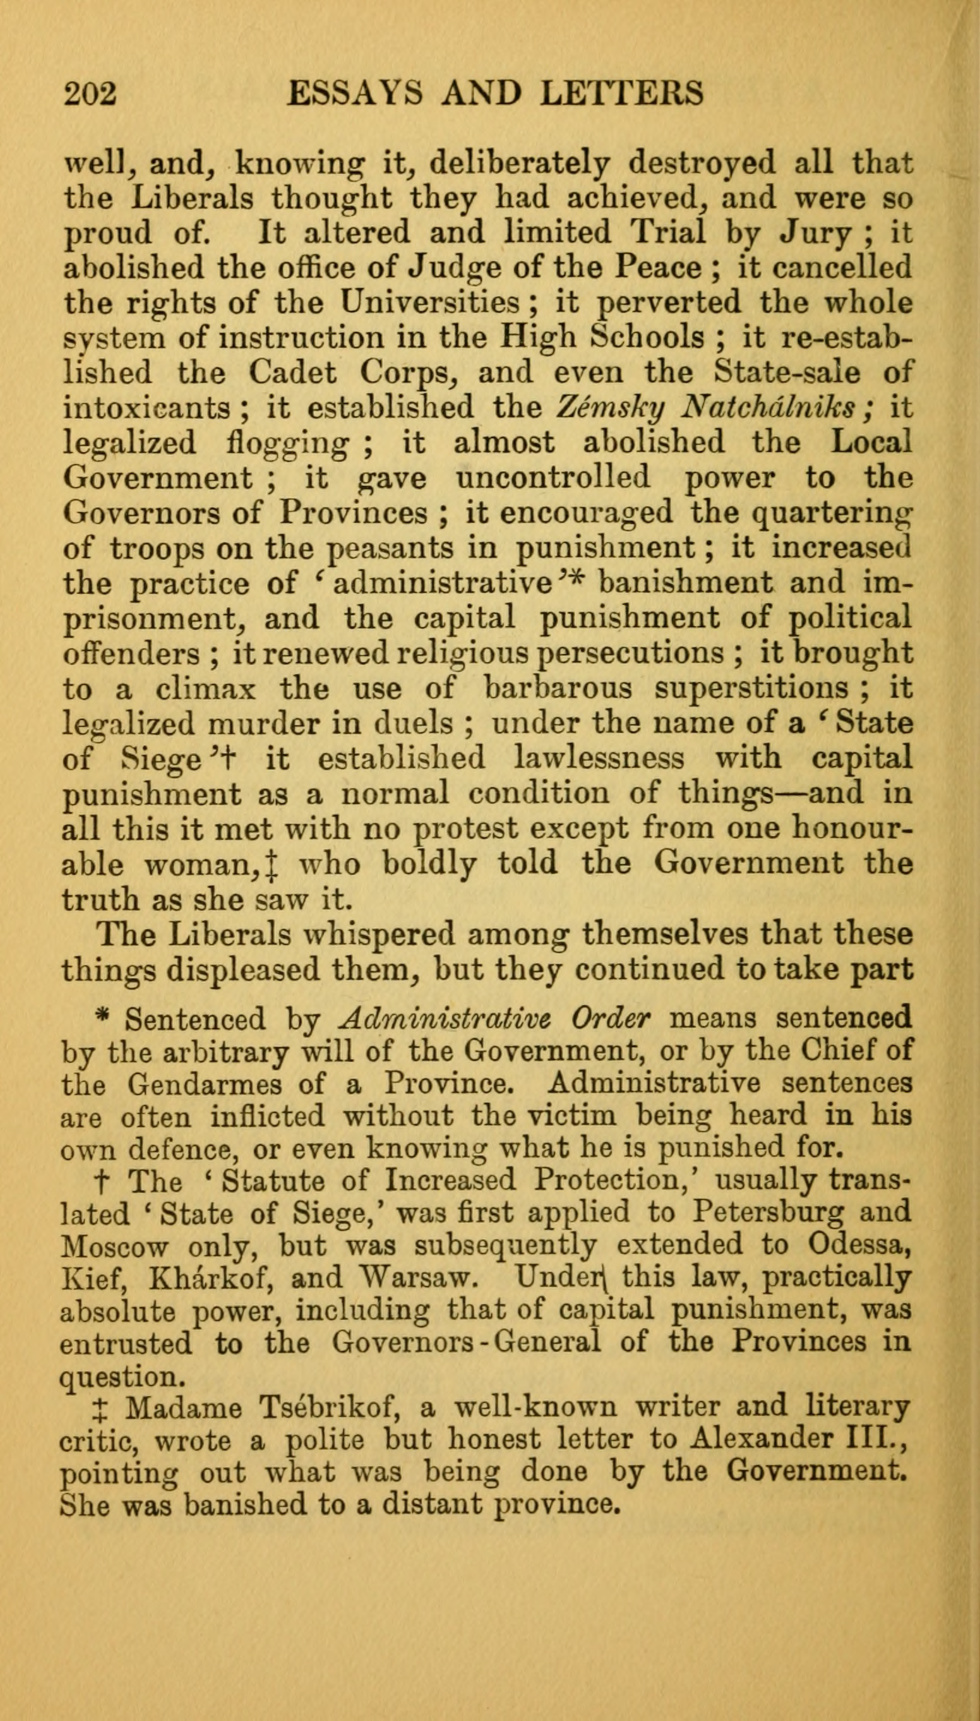 202 ESSAYS AND LETTERS
well, and, knowing it, deliberately destroyed all that
the Liberals thought they had achieved, and were so
proud of. It altered and limited Trial by Jury ; it
abolished the office of Judge of the Peace ; it cancelled
the rights of the Universities ; it perverted the whole
system of instruction in the High Schools ; it re-estab-
lished the Cadet Corps, and even the State-sale of
intoxicants ; it established the Zémsky Natchálniks ; it
legalized flogging ; it almost abolished the Local
Government ; it gave uncontrolled power to the
Governors of Provinces ; it encouraged the quartering
of troops on the peasants in punishment ; it increased
the practice of ‘ administrative ’* banishment and im-
prisonment, and the capital punishment of political
offenders ; it renewed religious persecutions ; it brought
to a climax the use of barbarous superstitions ; it
legalized murder in duels ; under the name of a ‘ State
of Siege ’† it established lawlessness with capital
punishment as a normal condition of things—and in
all this it met with no protest except from one honour-
able woman,‡ who boldly told the Government the
truth as she saw it.
The Liberals whispered among themselves that these
things displeased them, but they continued to take part
* Sentenced by Administrative Order means sentenced
by the arbitrary will of the Government, or by the Chief of
the Gendarmes of a Province. Administrative sentences
are often inflicted without the victim being heard in his
own defence, or even knowing what he is punished for.
† The ‘ Statute of Increased Protection,’ usually trans-
lated ‘ State of Siege,’ was first applied to Petersburg and
Moscow only, but was subsequently extended to Odessa,
Kief, Khárkof, and Warsaw. Under this law, practically
absolute power, including that of capital punishment, was
entrusted to the Governors-General of the Provinces in
question.
‡ Madame Tsébrikof, a well-known writer and literary
critic, wrote a polite but honest letter to Alexander III.,
pointing out what was being done by the Government.
She was banished to a distant province.